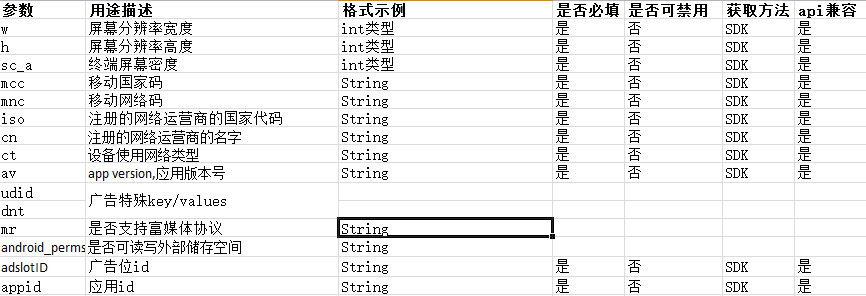 参数 用途描述 格式示例 是否必填 是否可禁用 获取方法 api兼容
w 屏幕分辨率宽度 int类型 是 否 SDK 是
h 屏幕分辨率高度 int类型 是 否 SDK 是
sc_a 终端屏幕密度 int类型 是 否 SDK 是
mcc 移动国家码 String 是 否 SDK 是
mnc 移动网络码 String 是 否 SDK 是
iso 注册的网络运营商的国家代码 String 是 否 SDK 是
cn 注册的网络运营商的名字 String 是 否 SDK 是
ct 设备使用网络类型 String 是 否 SDK 是
av app version,应用版本号 String 是 否 SDK 是
udid
广告特殊key/values
dnt
mr 是否支持富媒体协议 String
android_perms 是否可读写外部储存空间 String
adslotID 广告位id String 是 否 SDK 是
appid 应用id String 是 否 SDK 是